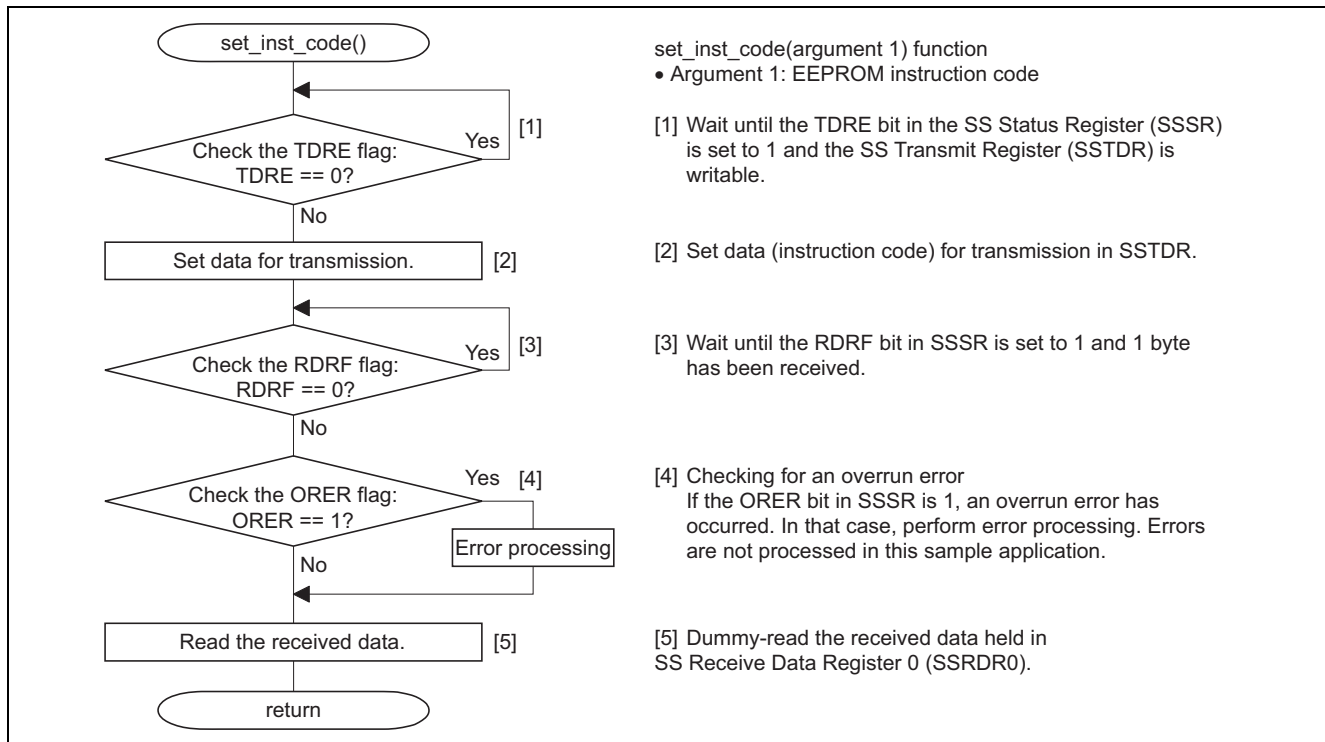 set_inst_code()
[1]
Check the TDRE flag:
TDRE == 0?
Yes
No
Set data for transmission.
[2]
[3]
Check the RDRF flag:
RDRF == 0?
Yes
No
Check the ORER flag:
ORER == 1?
Yes [4]
Error processing
No
Read the received data.
[5]
return
set_inst_code(argument 1) function
• Argument 1: EEPROM instruction code
[1] Wait until the TDRE bit in the SS Status Register (SSSR)
is set to 1 and the SS Transmit Register (SSTDR) is
writable.
[2] Set data (instruction code) for transmission in SSTDR.
[3] Wait until the RDRF bit in SSSR is set to 1 and 1 byte
has been received.
[4] Checking for an overrun error
If the ORER bit in SSSR is 1, an overrun error has
occurred. In that case, perform error processing. Errors
are not processed in this sample application.
[5] Dummy-read the received data held in
SS Receive Data Register 0 (SSRDR0).